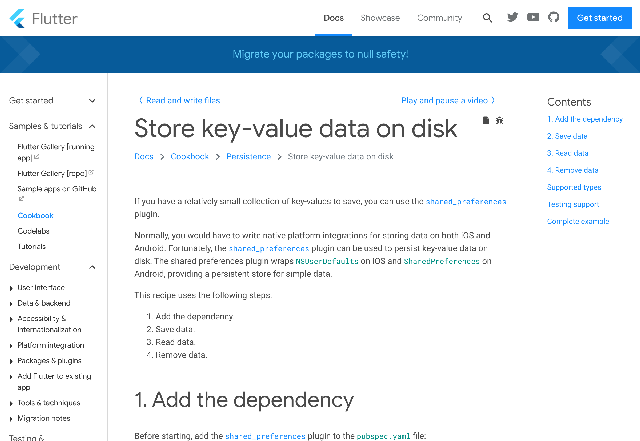 Flutter
Docs
Showcase
Community
Get started
Migrate your packages to null safety!
Get started
Samples & tutorials
Flutter Gallery [running
app]
Flutter Gallery [repo]
Sample apps on GitHub
Cookbook
Codelabs
Tutorials
Development
User interface
Data & backend
Accessibility &
internationalization
Platform integration
Packages & plugins
Add Flutter to existing
app
Tools & techniques
Migration notes
Testing &
Read and write files
Play and pause a video
Store key-value data on disk
Docs > Cookbook > Persistence > Store key-value data on disk
If you have a relatively small collection of key-values to save, you can use the shared_preferences
plugin.
Normally, you would have to write native platform integrations for storing data on both iOS and
Android. Fortunately, the shared_preferences plugin can be used to persist key-value data on
disk. The shared preferences plugin wraps NSUserDefaults on iOS and SharedPreferences on
Android, providing a persistent store for simple data.
This recipe uses the following steps:
1. Add the dependency.
2. Save data.
3. Read data.
4. Remove data.
1. Add the dependency
Before starting, add the shared_preferences plugin to the pubspec.yaml file:
Contents
1. Add the dependency
2. Save data
3. Read data
4. Remove data
Supported types
Testing support
Complete example